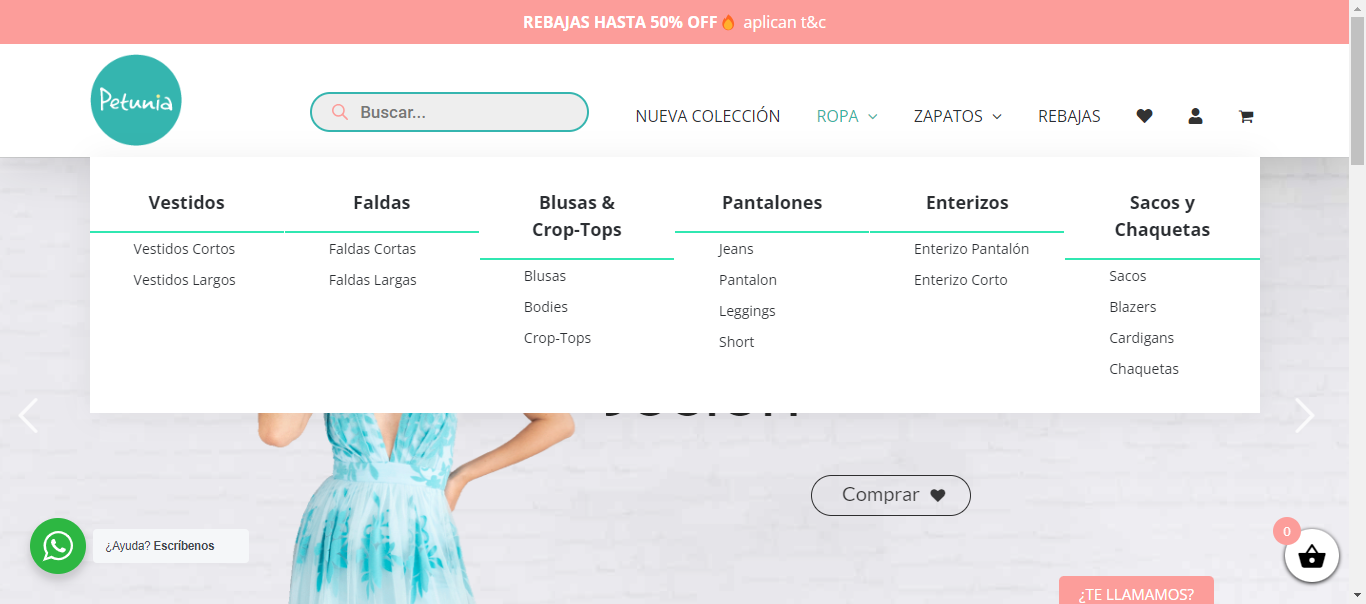 REBAJAS HASTA 50% OFF🔥 aplican t&c
Petunia
Buscar...
NUEVA COLECCIÓN
ROPA
ZAPATOS
REBAJAS
Vestidos
Vestidos Cortos
Vestidos Largos
Faldas
Faldas Cortas
Faldas Largas
Blusas &
Crop-Tops
Blusas
Bodies
Crop-Tops
Pantalones
Jeans
Pantalon
Leggings
Short
Enterizos
Enterizo Pantalón
Enterizo Corto
Sacos y
Chaquetas
Sacos
Blazers
Cardigans
Chaquetas
Comprar
¿Ayuda? Escríbenos
0
¿TE LLAMAMOS?